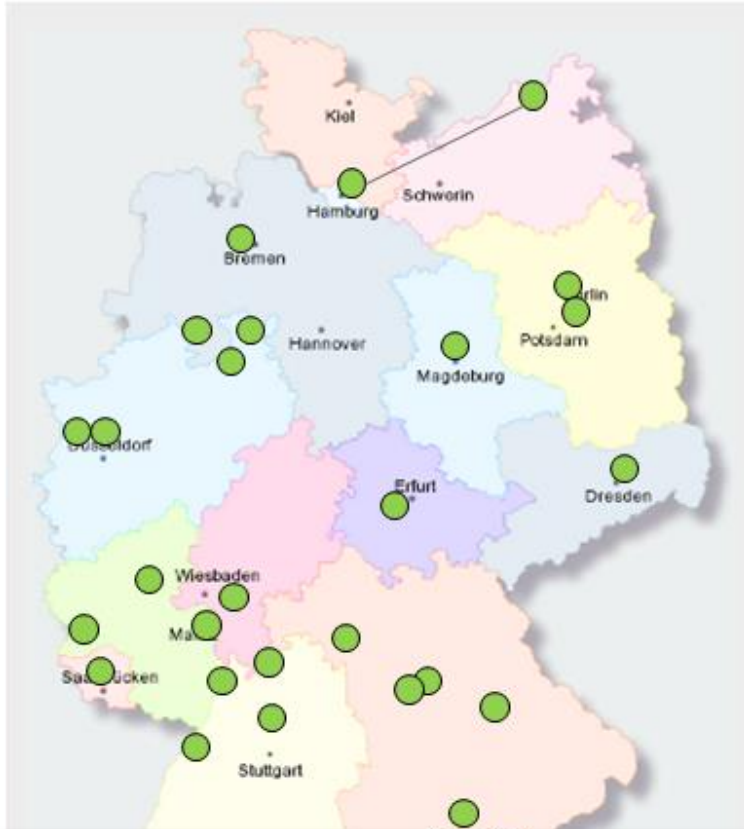 Kiel
Schwerin
Hamburg
Bremen
Hannover
Potsdam
Magdeburg
Erfurt
Dresden
Wiesbaden
Stuttgart